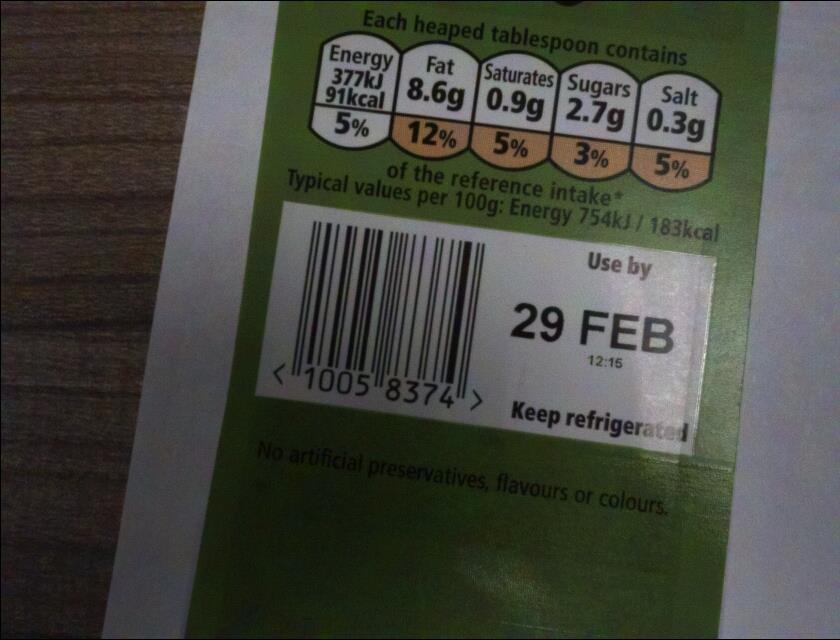 Each heaped tablespoon contains
Energy 377kJ 91kcal 5%
Fat 8.6g 12%
Saturates 0.9g 5%
Sugars 2.7g 3%
Salt 0.3g 5%
of the reference intake*
Typical values per 100g: Energy 754kJ / 183kcal
Use by
29 FEB
12:15
< 1005 8374 >
Keep refrigerated
No artificial preservatives, flavours or colours.